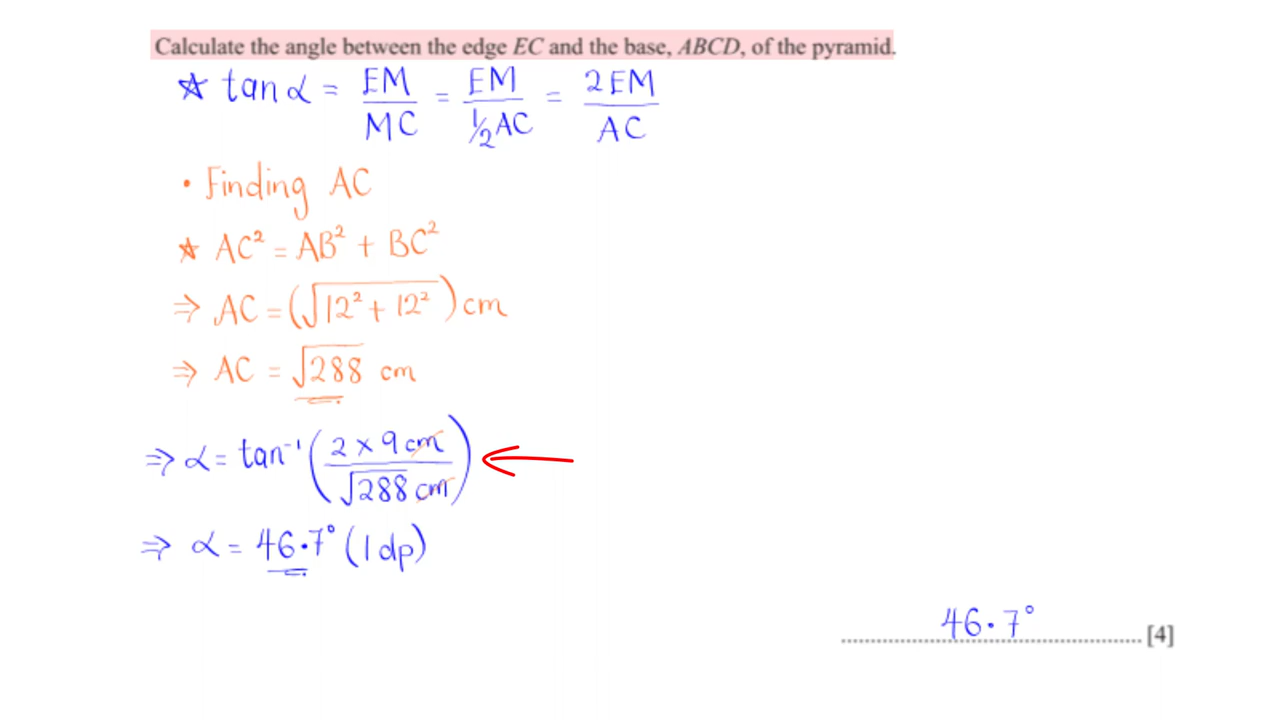 Calculate the angle between the edge EC and the base, ABCD, of the pyramid.
☆ tan α = EM/MC = EM/½AC = 2EM/AC
• Finding AC
☆ AC² = AB² + BC²
⇒ AC = (√12² + 12²) cm
⇒ AC = √288 cm
⇒ α = tan⁻¹ (2 × 9 cm/√288 cm)
⇒ α = 46.7° (1dp)
46.7°
[4]